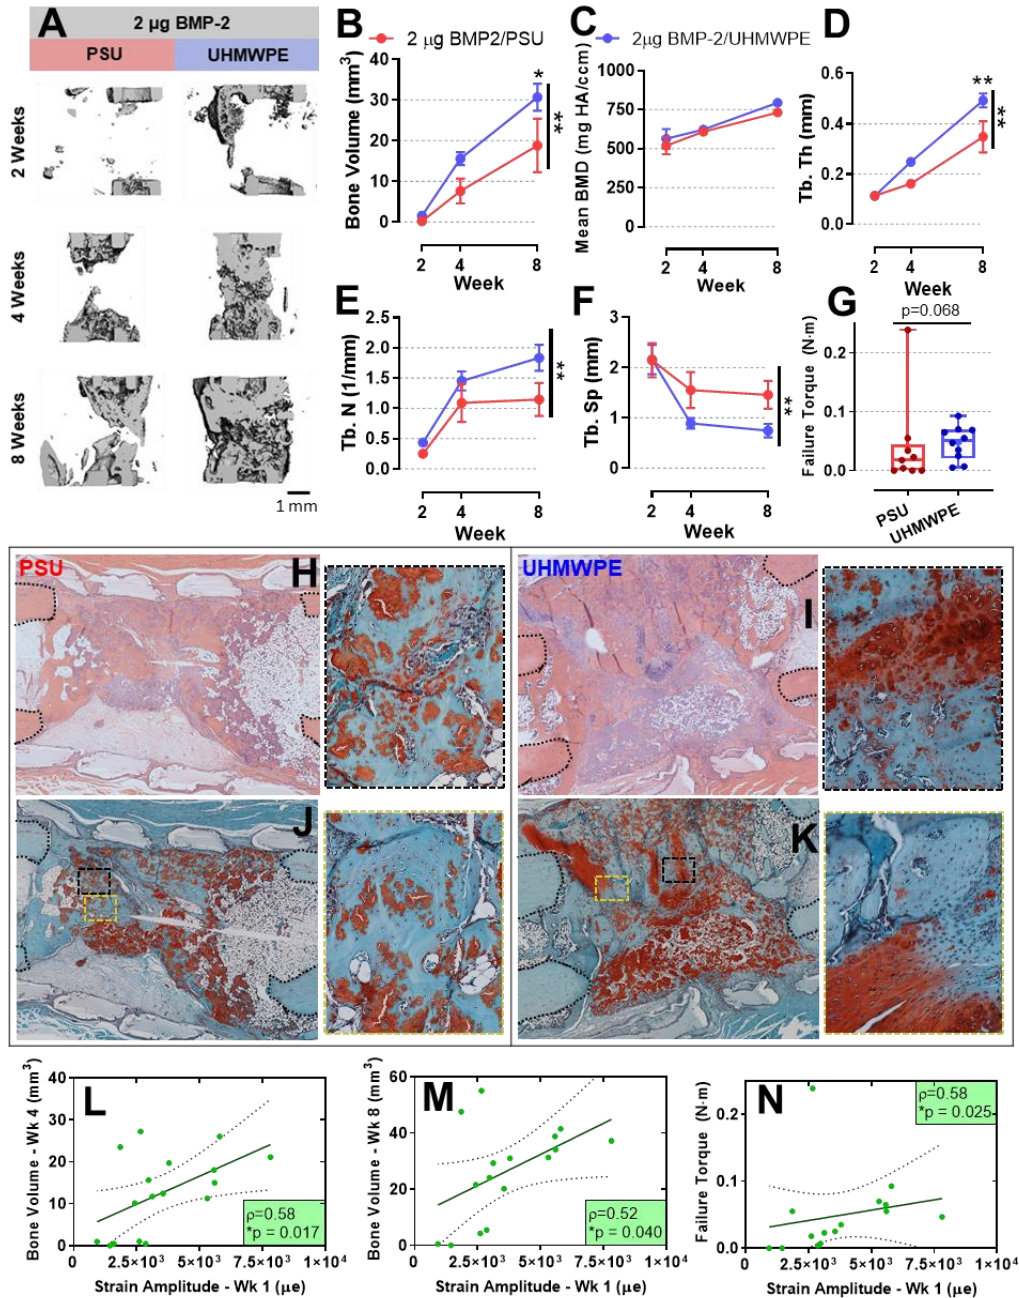 A
2 µg BMP-2
PSU
UHMWPE
2 Weeks
4 Weeks
8 Weeks
1 mm
B
2 µg BMP2/PSU
2µg BMP-2/UHMWPE
Bone Volume (mm³)
40
30
20
10
0
*
**
2
4
8
Week
C
Mean BMD (mg HA/ccm)
1000
750
500
250
0
2
4
8
D
Tb. Th (mm)
0.6
0.4
0.2
0.0
**
**
2
4
8
Week
E
Tb. N (1/mm)
2.5
2.0
1.5
1.0
0.5
0.0
**
2
4
8
Week
F
Tb. Sp (mm)
3
2
1
0
**
2
4
8
Week
G
p=0.068
Failure Torque (N·m)
0.2
0.1
0.0
PSU
UHMWPE
PSU
H
UHMWPE
I
J
K
L
Bone Volume - Wk 4 (mm³)
40
30
20
10
0
ρ=0.58
*p = 0.017
0
2.5×10³
5.0×10³
7.5×10³
1×10⁴
Strain Amplitude - Wk 1 (µe)
M
Bone Volume - Wk 8 (mm³)
60
40
20
0
ρ=0.52
*p = 0.040
0
2.5×10³
5.0×10³
7.5×10³
1×10⁴
Strain Amplitude - Wk 1 (µe)
N
Failure Torque (N·m)
0.2
0.1
0.0
ρ=0.58
*p = 0.025
0
2.5×10³
5.0×10³
7.5×10³
1×10⁴
Strain Amplitude - Wk 1 (µe)